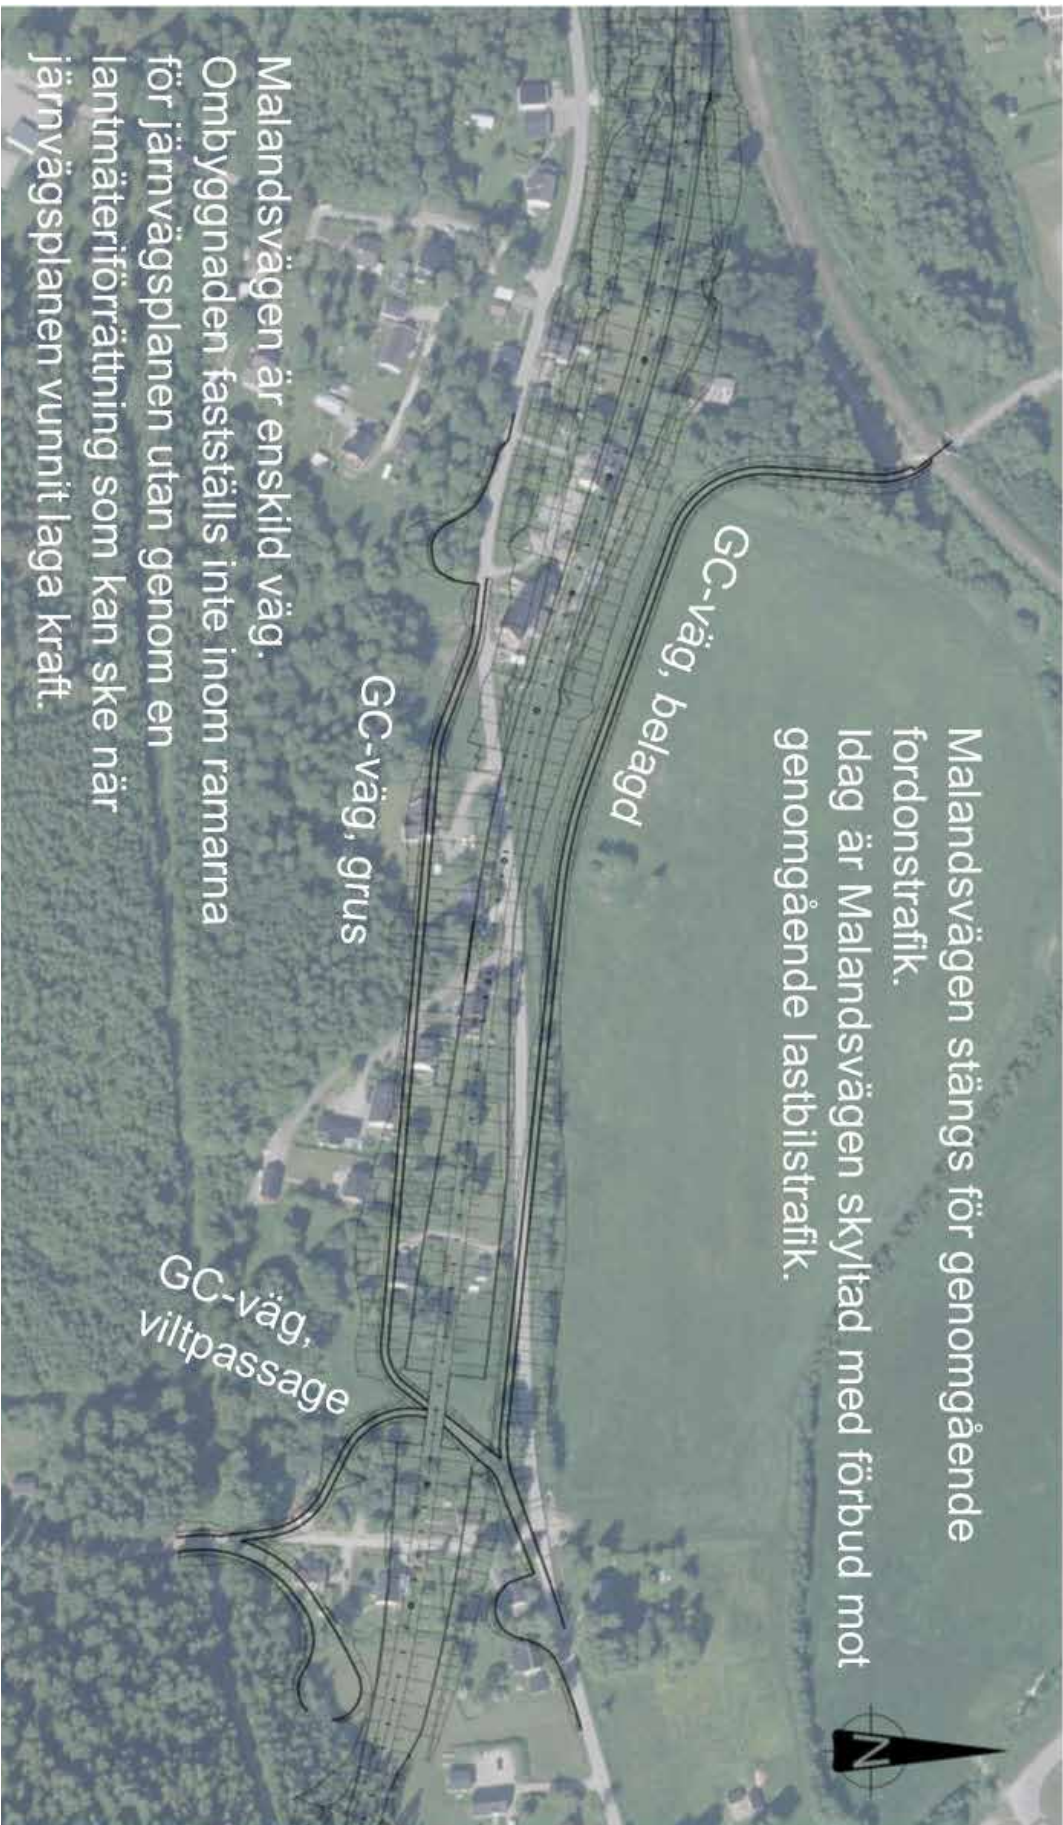 Malandsvägen stängs för genomgående
fordonstrafik.
Idag är Malandsvägen skyltad med förbud mot
genomgående lastbilstrafik.
N
GC-väg, belagd
GC-väg, grus
GC-väg,
viltpassage
Malandsvägen är enskild väg.
Ombyggnaden fastställs inte inom ramarna
för järnvägsplanen utan genom en
lantmäteriförrättning som kan ske när
järnvägsplanen vunnit laga kraft.